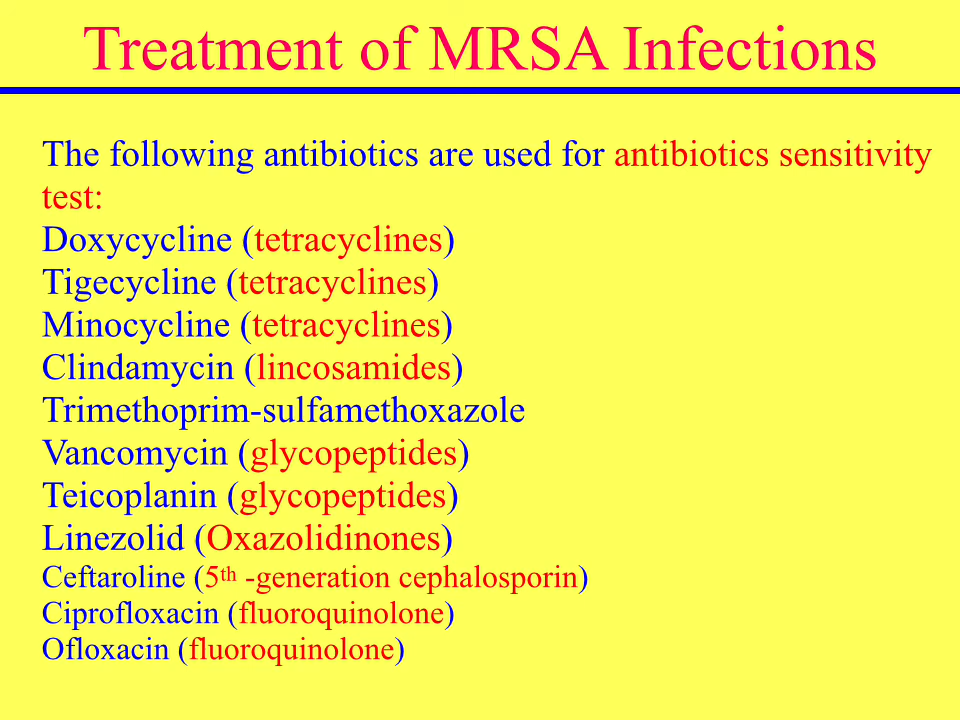 Treatment of MRSA Infections
The following antibiotics are used for antibiotics sensitivity
test:
Doxycycline (tetracyclines)
Tigecycline (tetracyclines)
Minocycline (tetracyclines)
Clindamycin (lincosamides)
Trimethoprim-sulfamethoxazole
Vancomycin (glycopeptides)
Teicoplanin (glycopeptides)
Linezolid (Oxazolidinones)
Ceftaroline (5th -generation cephalosporin)
Ciprofloxacin (fluoroquinolone)
Ofloxacin (fluoroquinolone)